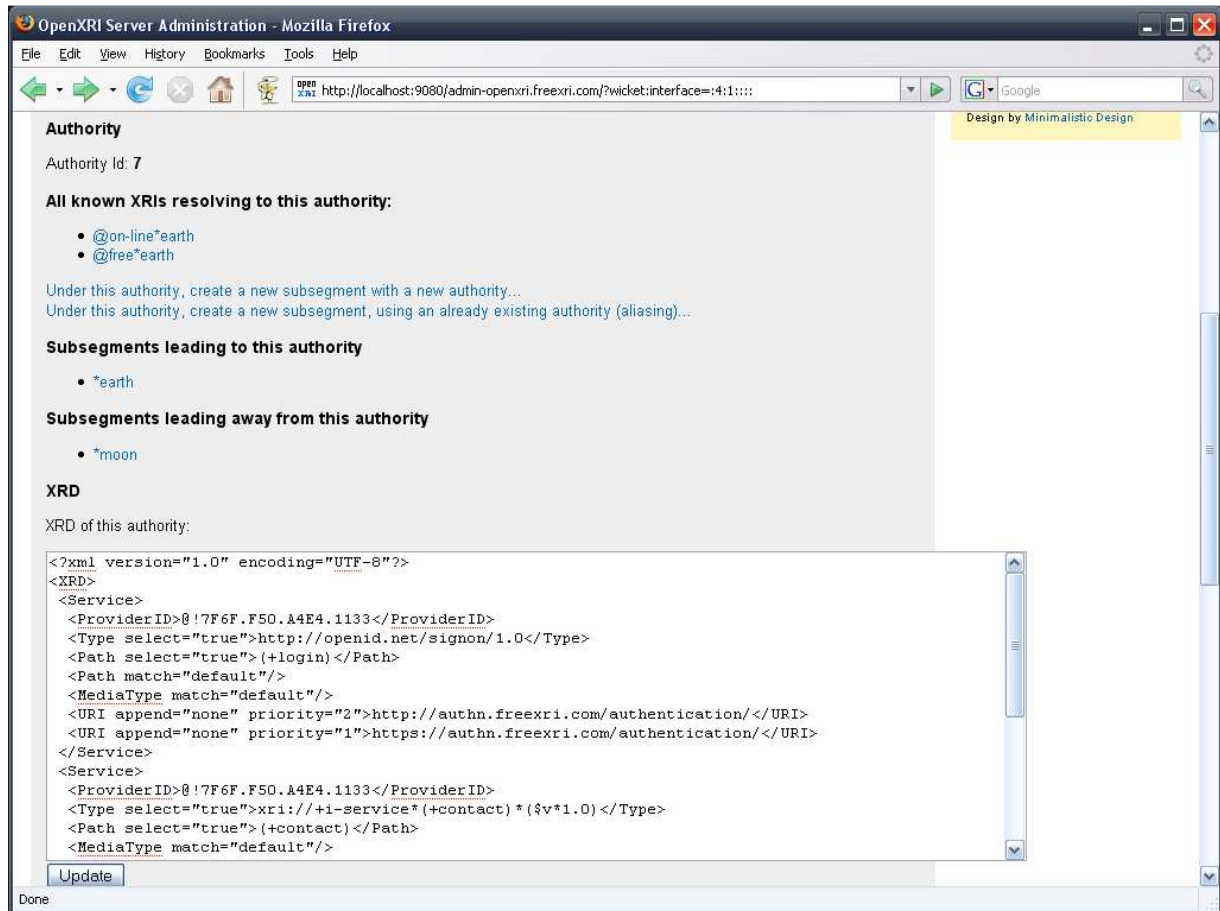 OpenXRI Server Administration - Mozilla Firefox
File Edit View History Bookmarks Tools Help
OPEN XRI http://localhost:9080/admin-openxri.freexri.com/?wicket:interface=:4:1:::: G Google
Design by Minimalistic Design
Authority
Authority Id: 7
All known XRIs resolving to this authority:
• @on-line*earth
• @free*earth
Under this authority, create a new subsegment with a new authority...
Under this authority, create a new subsegment, using an already existing authority (aliasing)...
Subsegments leading to this authority
• *earth
Subsegments leading away from this authority
• *moon
XRD
XRD of this authority:
<?xml version="1.0" encoding="UTF-8"?>
<XRD>
<Service>
<ProviderID>@!7F6F.F50.A4E4.1133</ProviderID>
<Type select="true">http://openid.net/signon/1.0</Type>
<Path select="true">(+login)</Path>
<Path match="default"/>
<MediaType match="default"/>
<URI append="none" priority="2">http://authn.freexri.com/authentication/</URI>
<URI append="none" priority="1">https://authn.freexri.com/authentication/</URI>
</Service>
<Service>
<ProviderID>@!7F6F.F50.A4E4.1133</ProviderID>
<Type select="true">xri://+i-service*(+contact)*($v*1.0)</Type>
<Path select="true">(+contact)</Path>
<MediaType match="default"/>
Update
Done